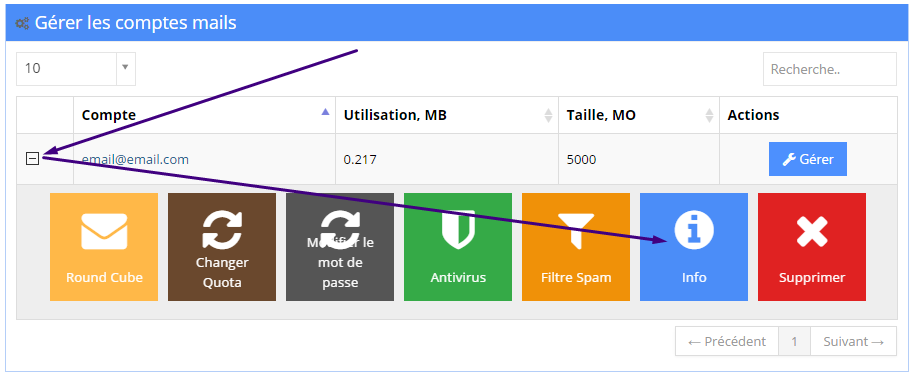 Gérer les comptes mails
10
Recherche..
Compte Utilisation, MB Taille, MO Actions
email@email.com 0.217 5000 Gérer
Round Cube
Changer
Quota
Modifier le
mot de
passe
Antivirus
Filtre Spam
Info
Supprimer
← Précédent 1 Suivant →